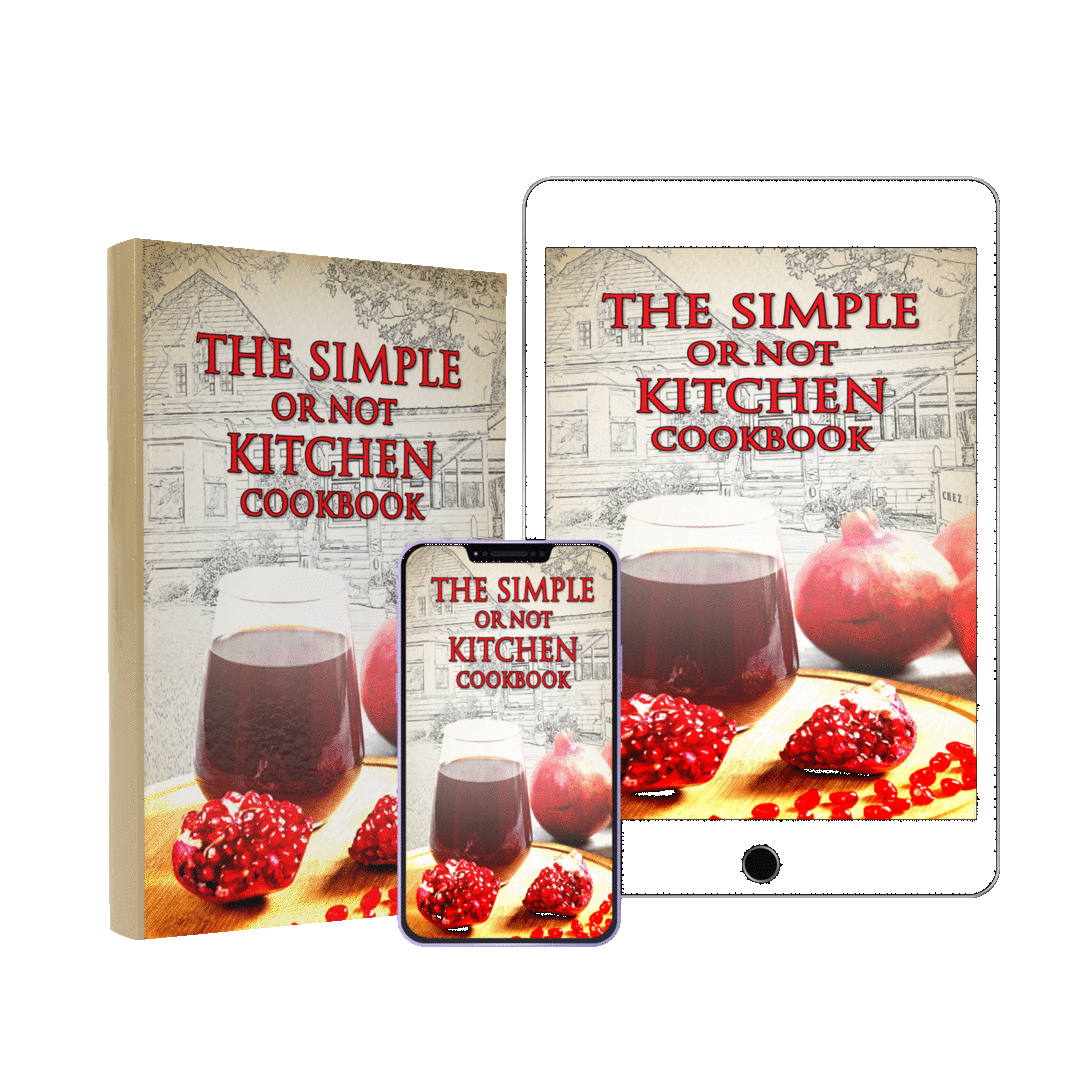 THE SIMPLE
OR NOT
KITCHEN
COOKBOOK
THE SIMPLE
OR NOT
KITCHEN
COOKBOOK
CHEZ
THE SIMPLE
OR NOT
KITCHEN
COOKBOOK